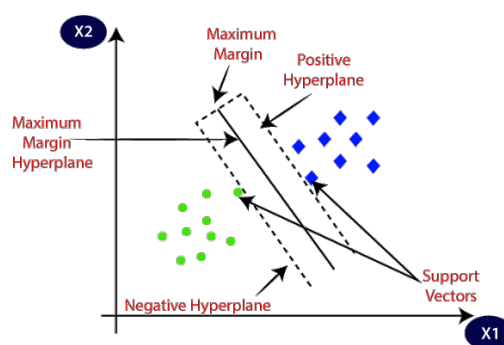 X2
Maximum
Margin
Positive
Hyperplane
Maximum
Margin
Hyperplane
Support
Vectors
Negative Hyperplane
X1